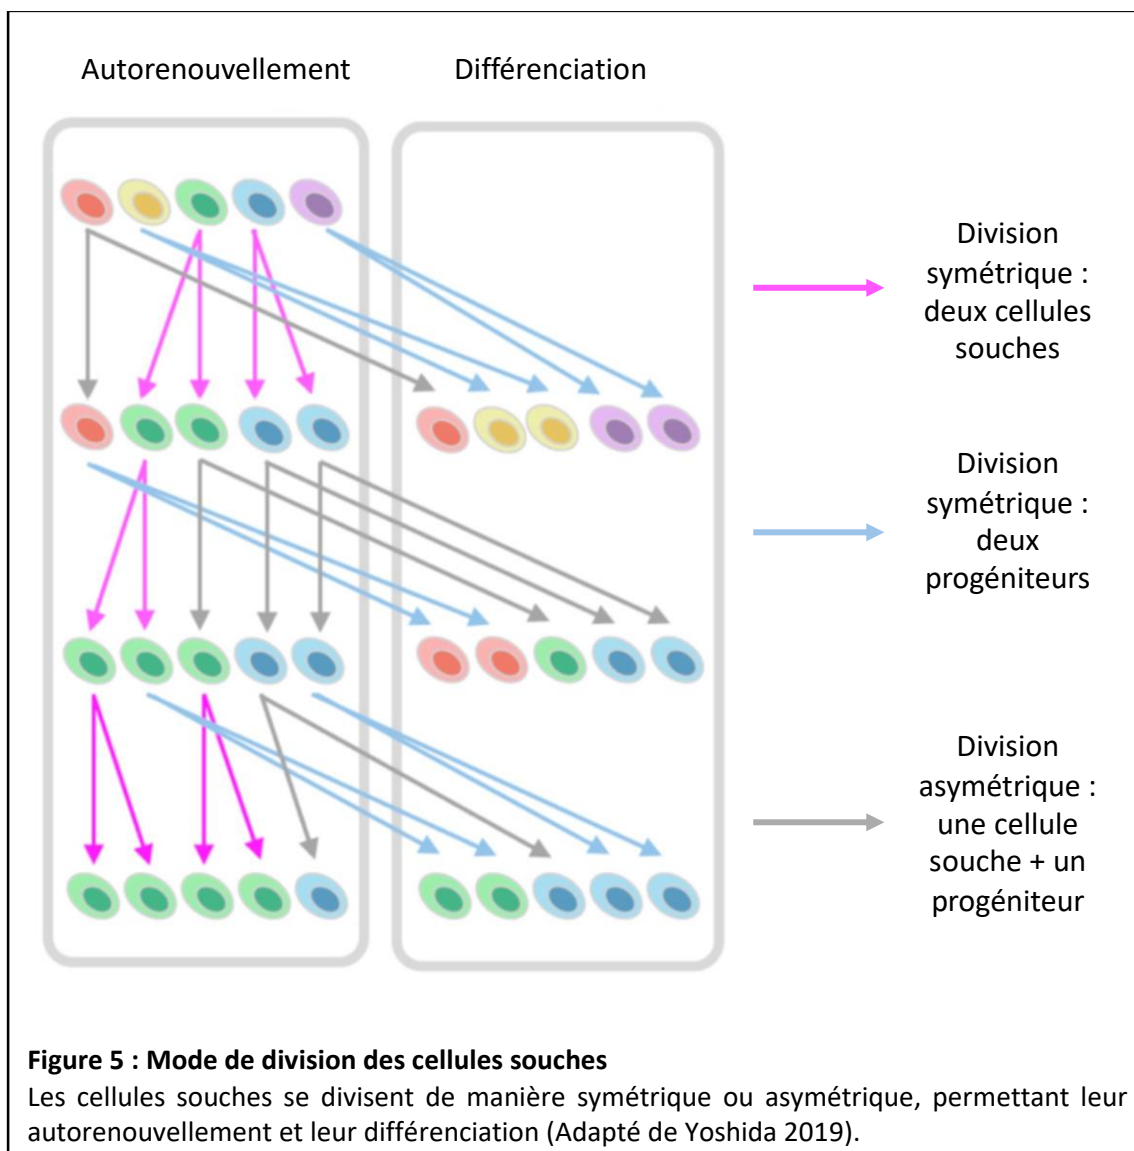 Autorenouvellement
Différenciation
Division
symétrique :
deux cellules
souches
Division
symétrique :
deux
progéniteurs
Division
asymétrique :
une cellule
souche + un
progéniteur
Figure 5 : Mode de division des cellules souches
Les cellules souches se divisent de manière symétrique ou asymétrique, permettant leur
autorenouvellement et leur différenciation (Adapté de Yoshida 2019).